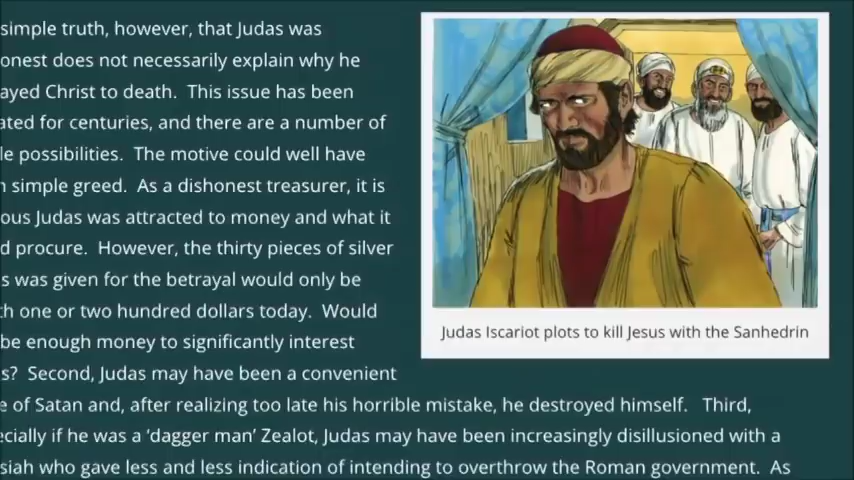 simple truth, however, that Judas was
onest does not necessarily explain why he
ayed Christ to death. This issue has been
ated for centuries, and there are a number of
le possibilities. The motive could well have
simple greed. As a dishonest treasurer, it is
ous Judas was attracted to money and what it
d procure. However, the thirty pieces of silver
s was given for the betrayal would only be
th one or two hundred dollars today. Would
be enough money to significantly interest
s? Second, Judas may have been a convenient
e of Satan and, after realizing too late his horrible mistake, he destroyed himself. Third,
ecially if he was a ‘dagger man’ Zealot, Judas may have been increasingly disillusioned with a
siah who gave less and less indication of intending to overthrow the Roman government. As
Judas Iscariot plots to kill Jesus with the Sanhedrin